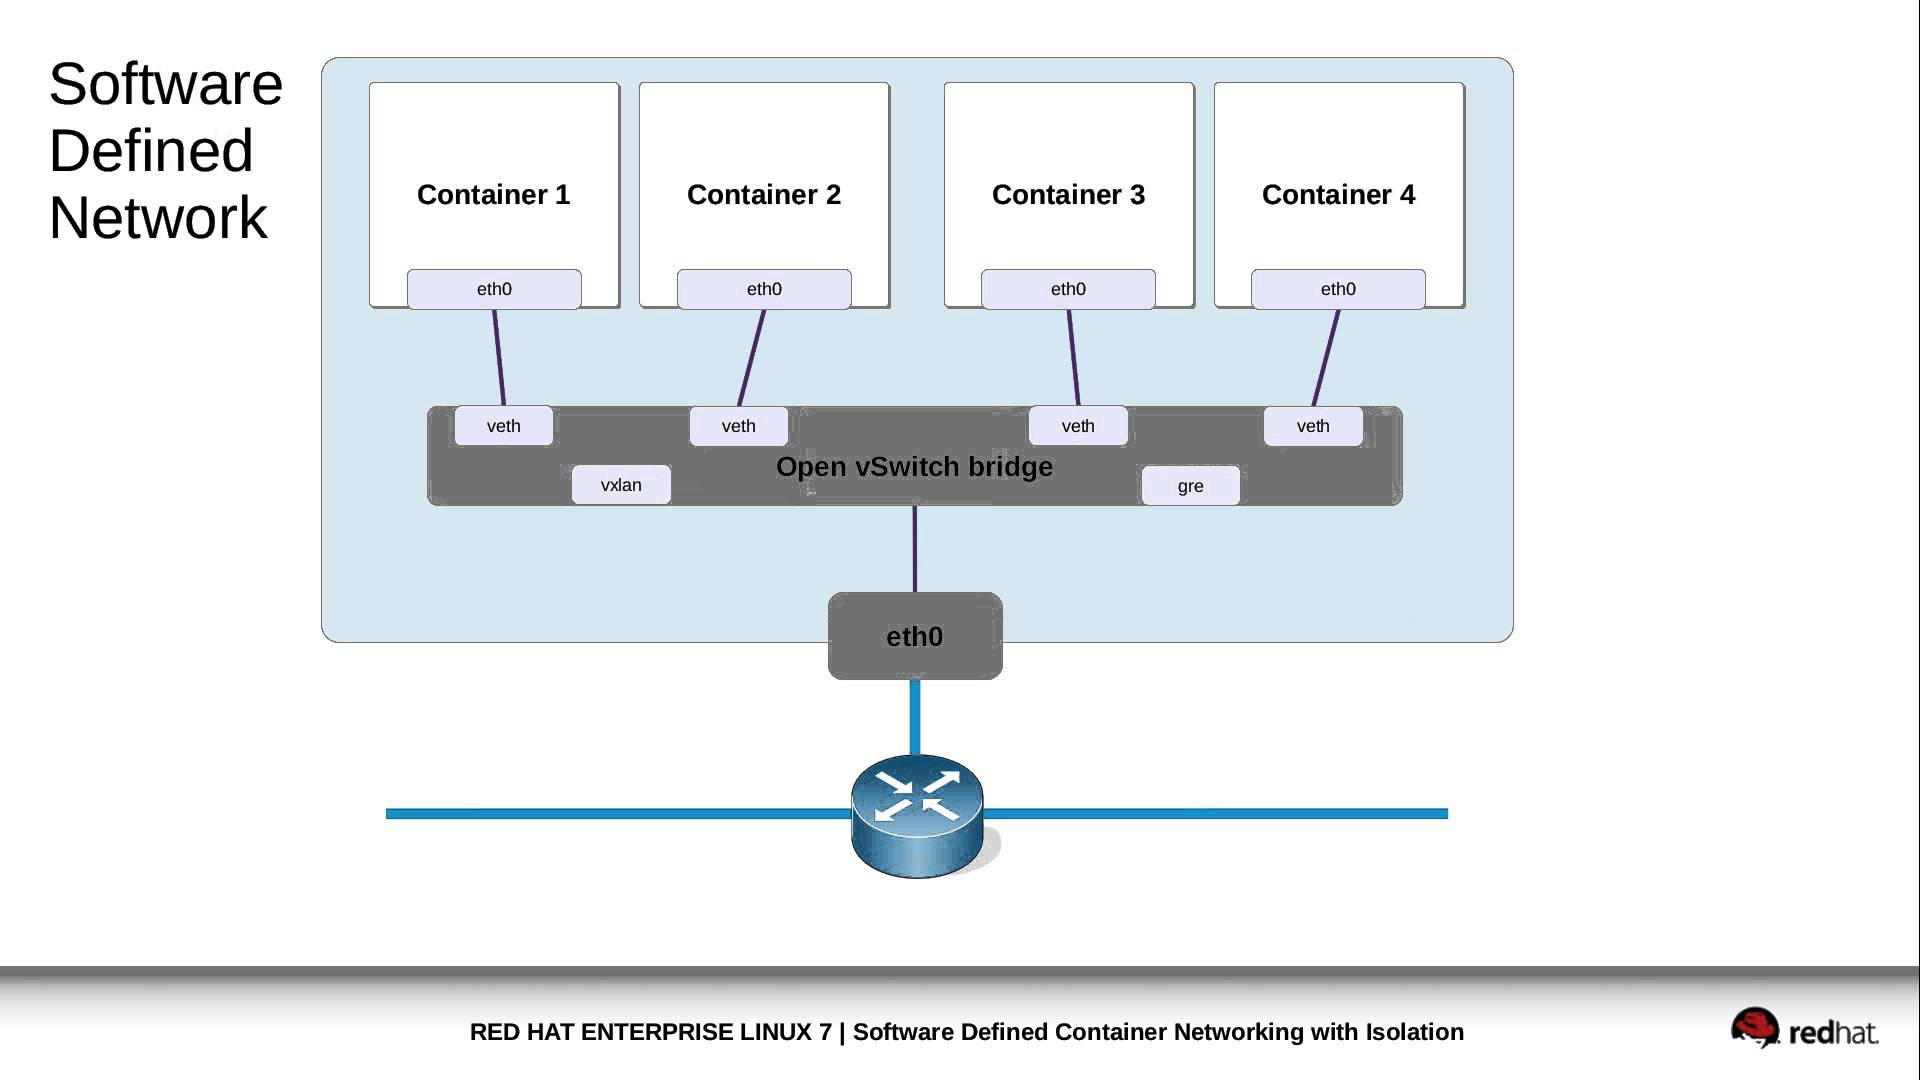 Software
Defined
Network
Container 1
Container 2
Container 3
Container 4
eth0
eth0
eth0
eth0
veth
veth
veth
veth
Open vSwitch bridge
vxlan
gre
eth0
RED HAT ENTERPRISE LINUX 7 | Software Defined Container Networking with Isolation
redhat.